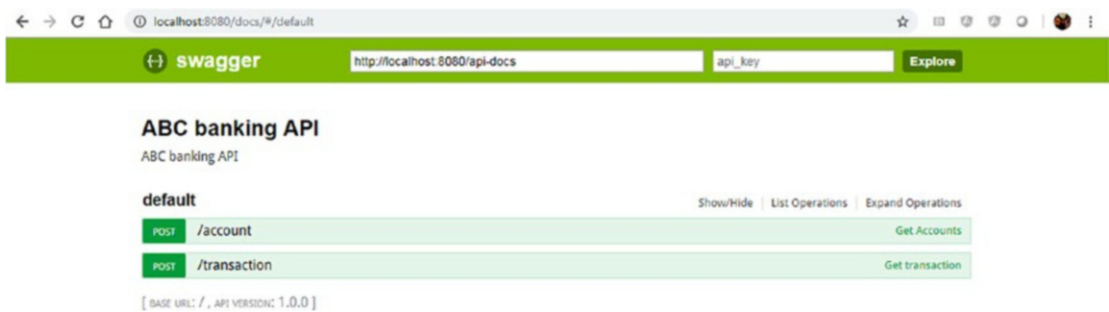 localhost:8080/docs/#/default
swagger http://localhost:8080/api-docs api_key Explore
ABC banking API
ABC banking API
default Show/Hide List Operations Expand Operations
POST /account Get Accounts
POST /transaction Get transaction
[ BASE URL: / , API VERSION: 1.0.0 ]